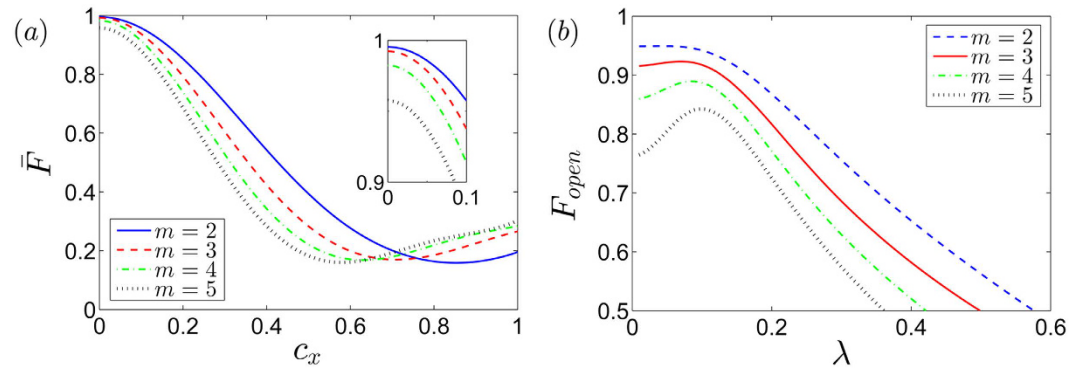 (a)
1
0.8
0.6
0.4
0.2
0
F̄
0 0.2 0.4 0.6 0.8 1
c_x
m = 2
m = 3
m = 4
m = 5
1
0.9
0 0.1
(b)
1
0.9
0.8
0.7
0.6
0.5
F_open
0 0.2 0.4 0.6
λ
m = 2
m = 3
m = 4
m = 5